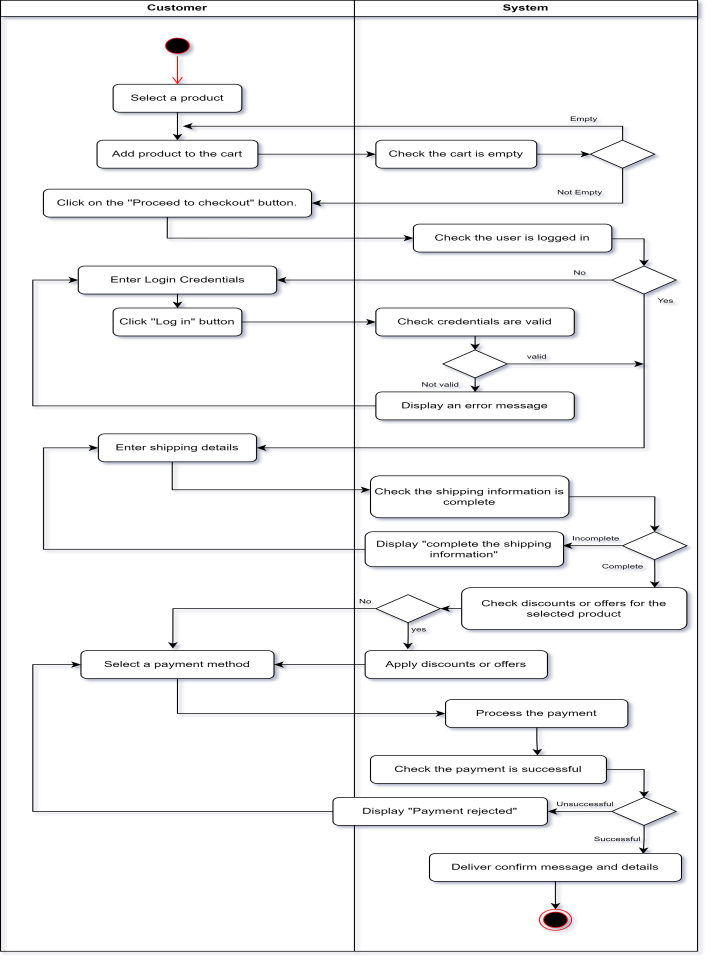 Customer
System
Select a product
Empty
Add product to the cart
Check the cart is empty
Not Empty
Click on the "Proceed to checkout" button.
Check the user is logged in
No
Enter Login Credentials
Yes
Click "Log in" button
Check credentials are valid
valid
Not valid
Display an error message
Enter shipping details
Check the shipping information is
complete
Incomplete
Display "complete the shipping
information"
Complete
Check discounts or offers for the
selected product
No
yes
Select a payment method
Apply discounts or offers
Process the payment
Check the payment is successful
Unsuccessful
Display "Payment rejected"
Successful
Deliver confirm message and details